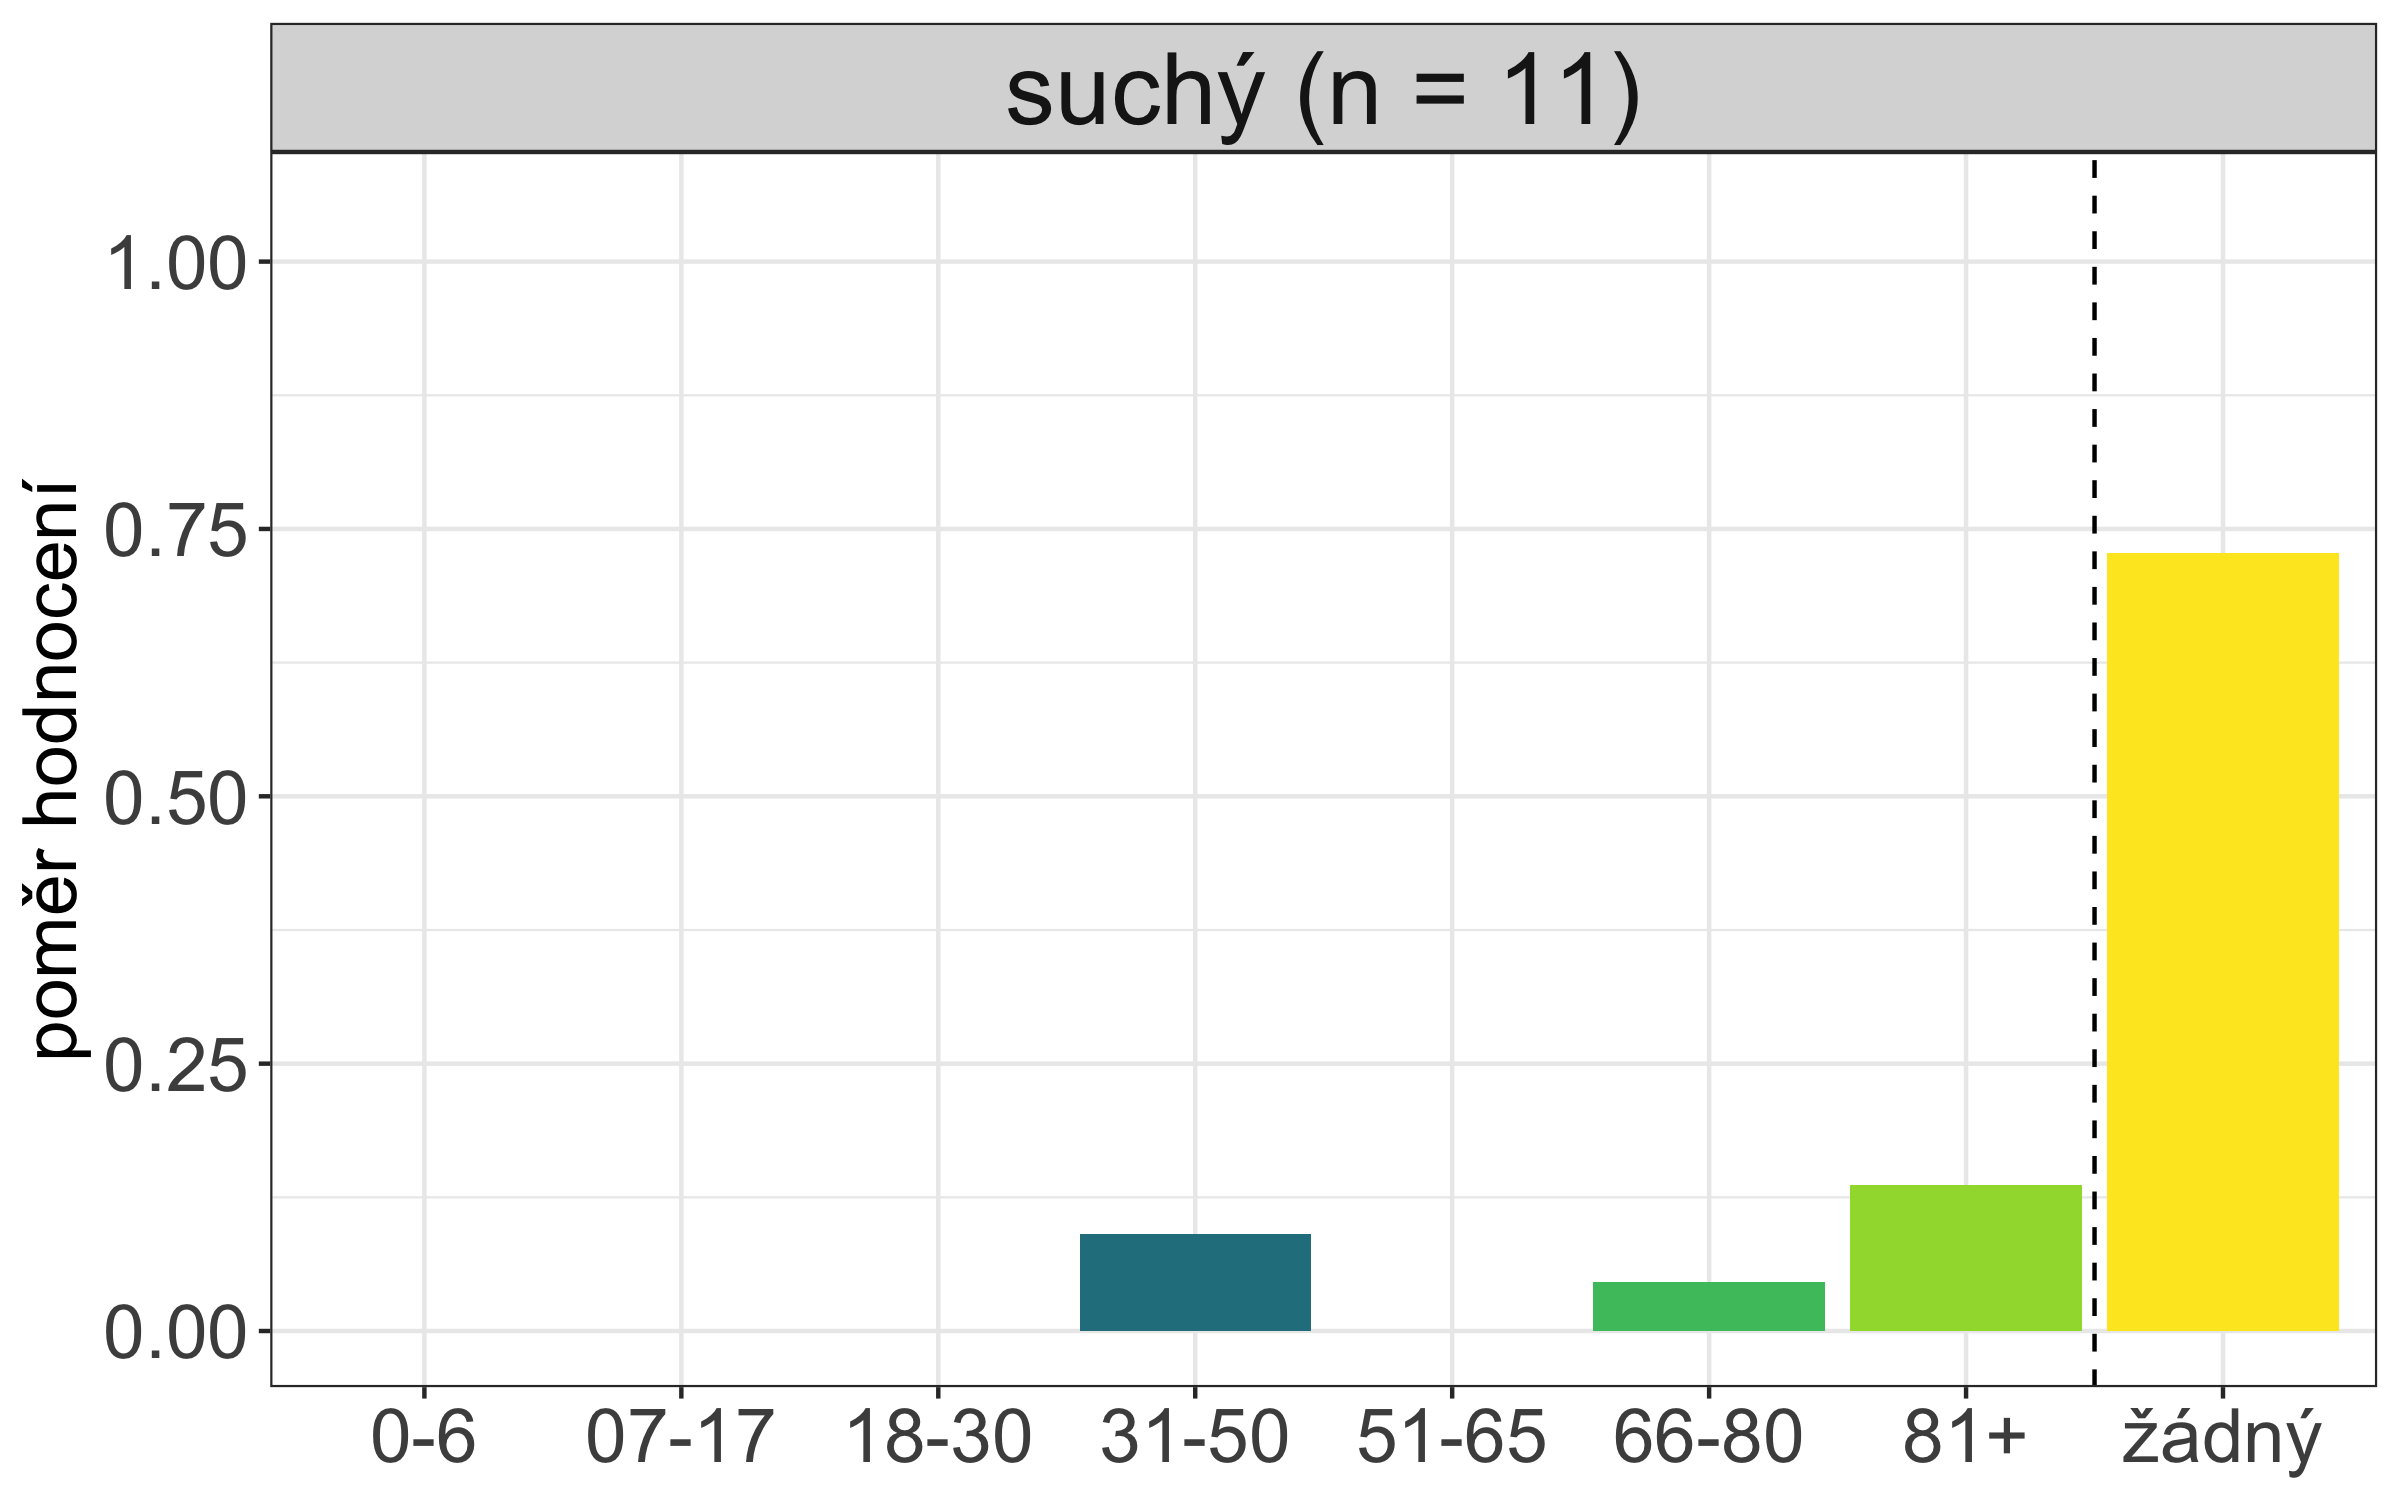 suchý (n = 11)
poměr hodnocení
1.00
0.75
0.50
0.25
0.00
0-6 07-17 18-30 31-50 51-65 66-80 81+ žádný